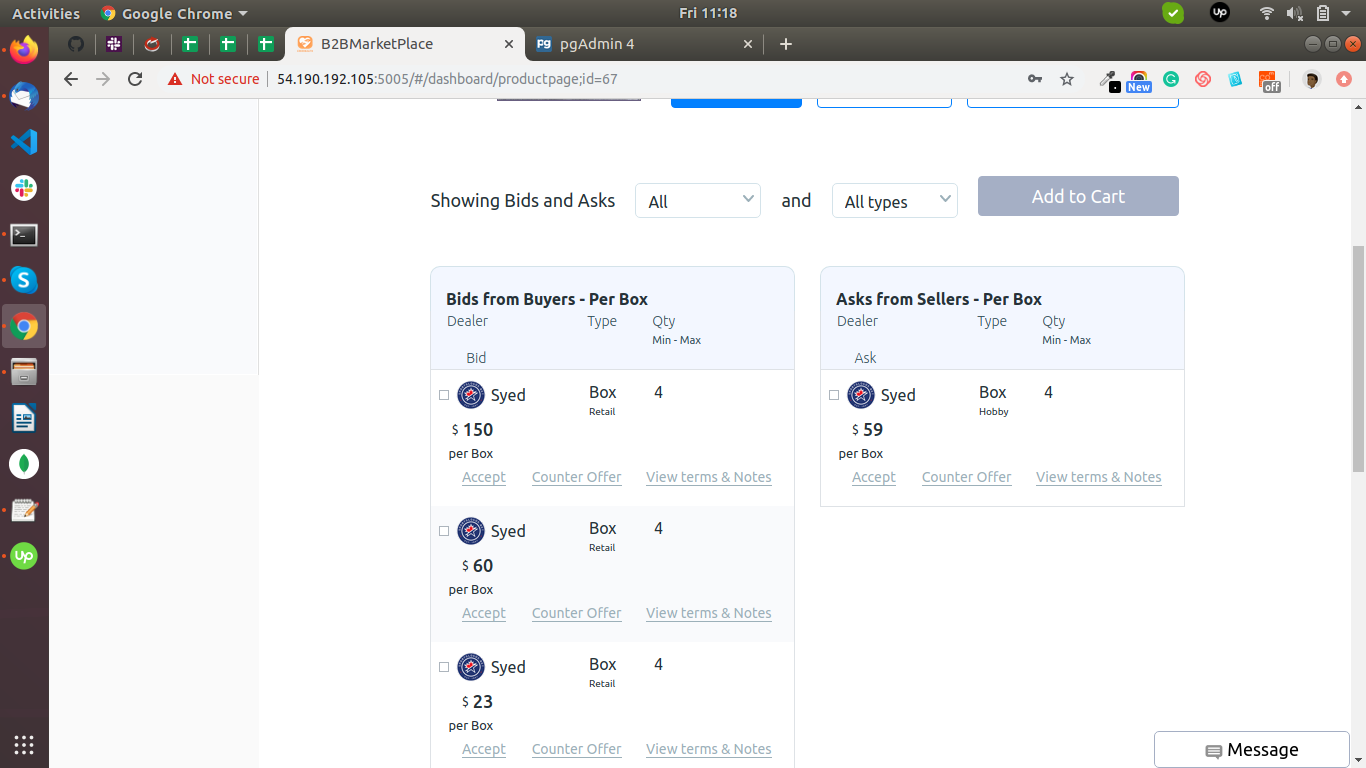 Activities Google Chrome Fri 11:18 up
B2BMarketPlace pg pgAdmin 4
Not secure 54.190.192.105:5005/#/dashboard/productpage;id=67 New off
Showing Bids and Asks All and All types Add to Cart
Bids from Buyers - Per Box
Dealer Type Qty
Min - Max
Bid
Syed Box 4
Retail
$ 150
per Box
Accept Counter Offer View terms & Notes
Syed Box 4
Retail
$ 60
per Box
Accept Counter Offer View terms & Notes
Syed Box 4
Retail
$ 23
per Box
Accept Counter Offer View terms & Notes
Asks from Sellers - Per Box
Dealer Type Qty
Min - Max
Ask
Syed Box 4
Hobby
$ 59
per Box
Accept Counter Offer View terms & Notes
up
Message